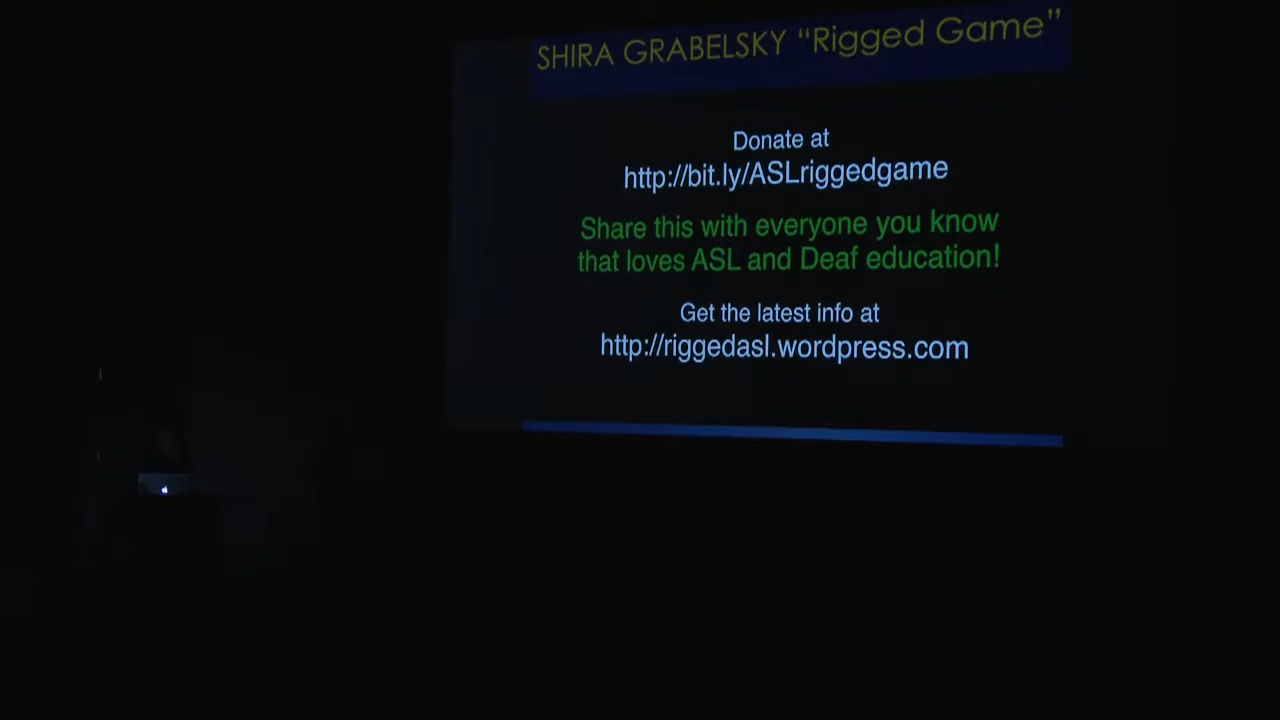 SHIRA GRABELSKY “Rigged Game”
Donate at
http://bit.ly/ASLriggedgame
Share this with everyone you know
that loves ASL and Deaf education!
Get the latest info at
http://riggedasl.wordpress.com